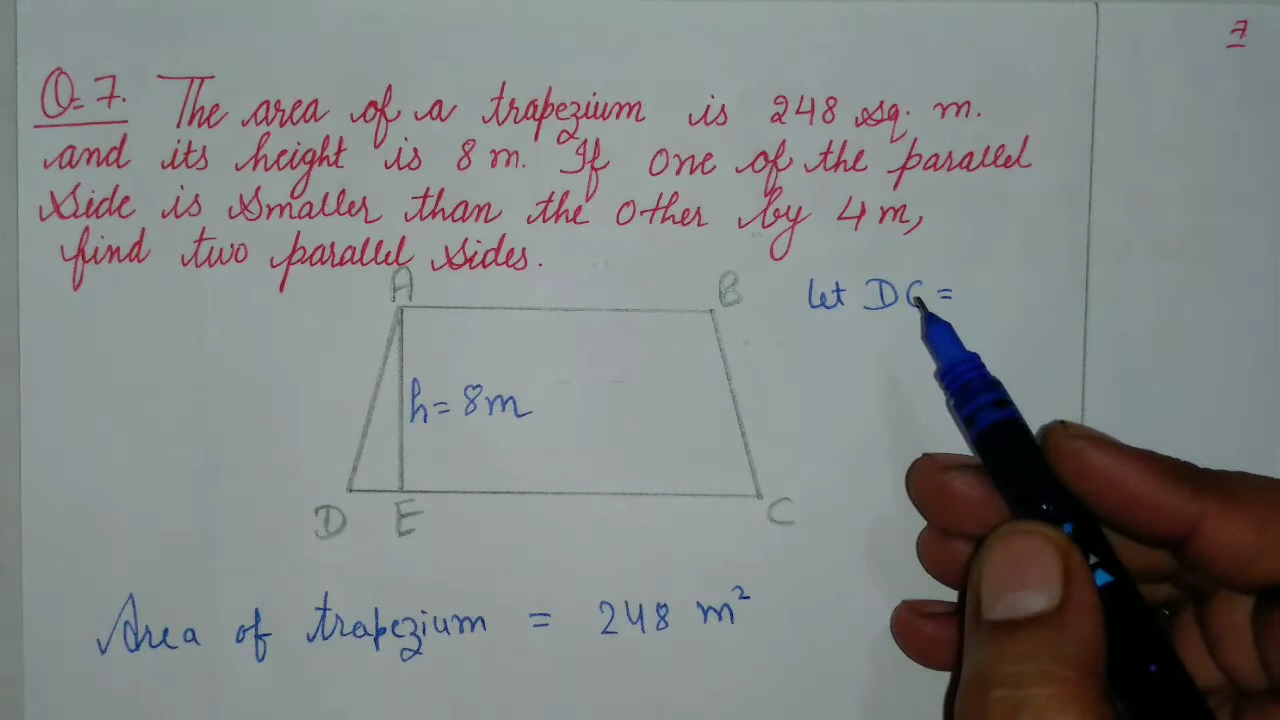 7
Q.7. The area of a trapezium is 248 sq. m.
and its height is 8 m. If one of the parallel
side is smaller than the other by 4 m,
find two parallel sides.
A B
let DC =
h = 8m
D E C
Area of trapezium = 248 m²